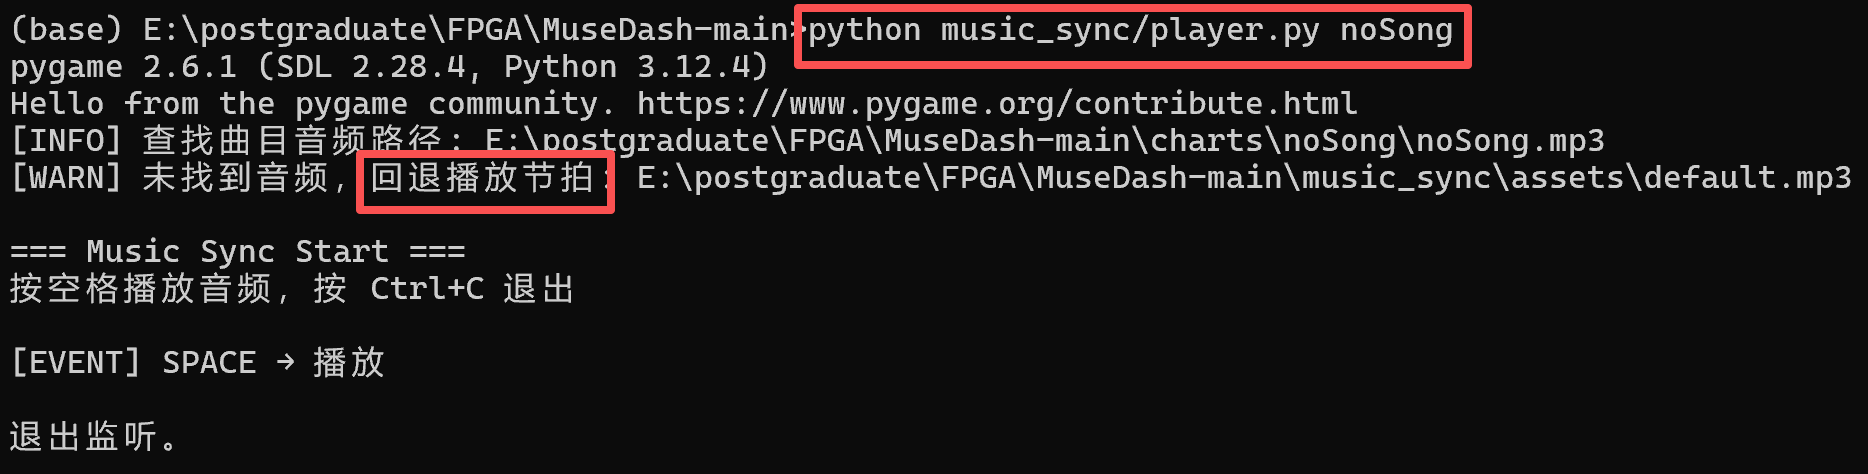 (base) E:\postgraduate\FPGA\MuseDash-main>python music_sync/player.py noSong
pygame 2.6.1 (SDL 2.28.4, Python 3.12.4)
Hello from the pygame community. https://www.pygame.org/contribute.html
[INFO] 查找曲目音频路径: E:\postgraduate\FPGA\MuseDash-main\charts\noSong\noSong.mp3
[WARN] 未找到音频，回退播放节拍: E:\postgraduate\FPGA\MuseDash-main\music_sync\assets\default.mp3
=== Music Sync Start ===
按空格播放音频，按 Ctrl+C 退出
[EVENT] SPACE → 播放
退出监听。